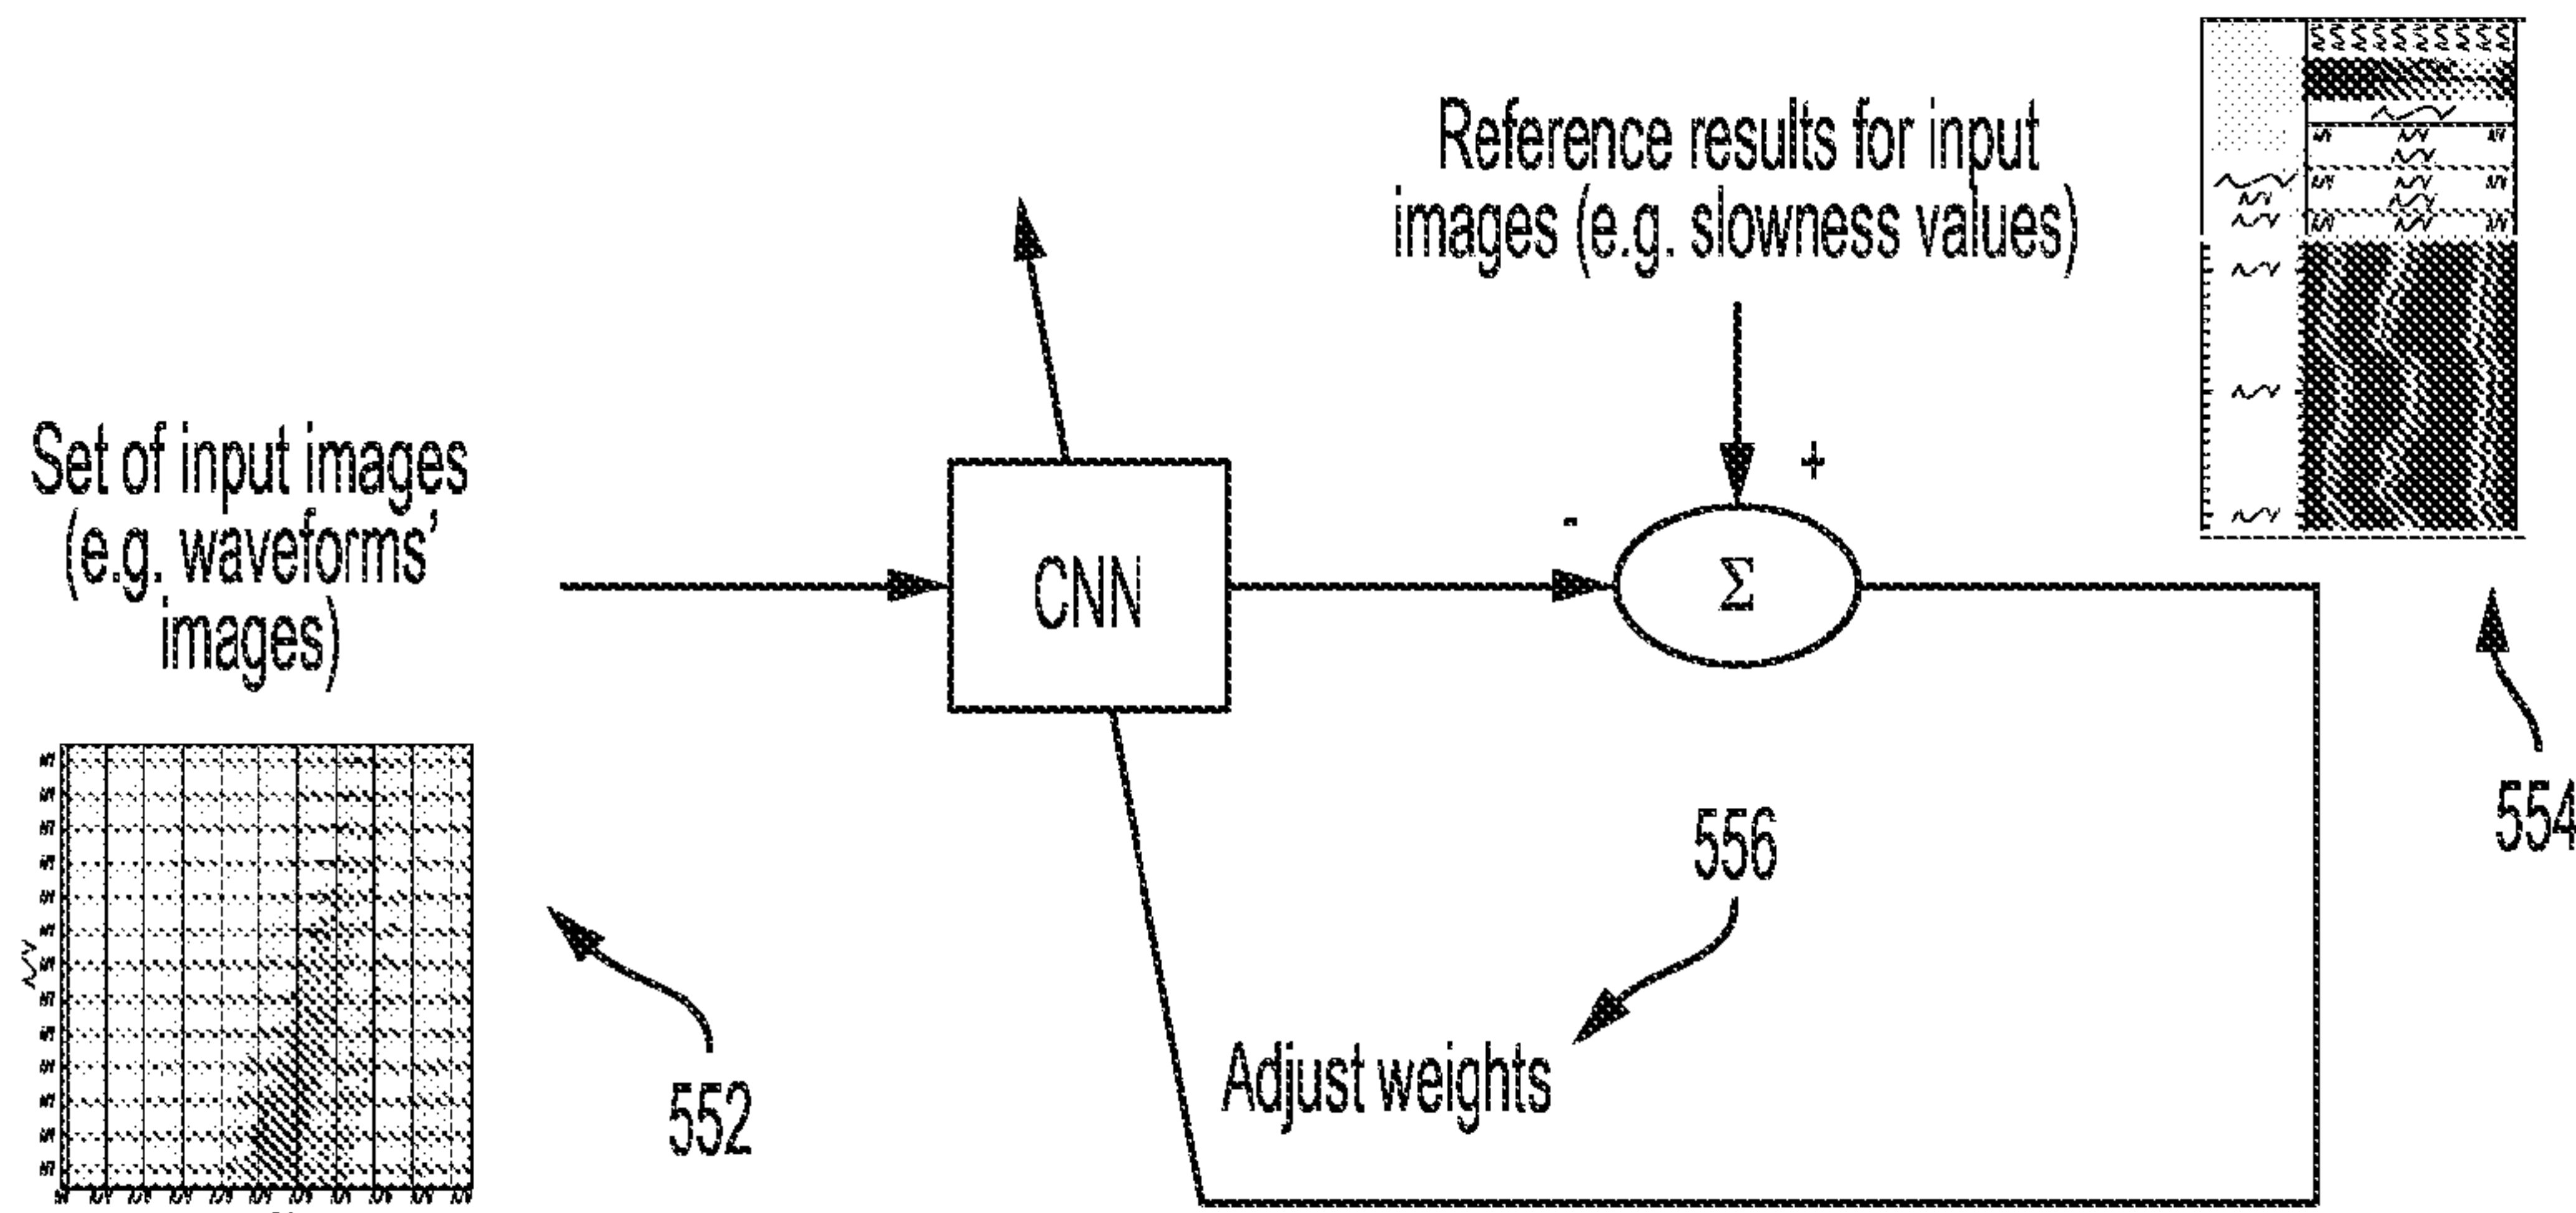 Set of input images
(e.g. waveforms'
images)
552
CNN
Reference results for input
images (e.g. slowness values)
-
+
Σ
556
Adjust weights
554